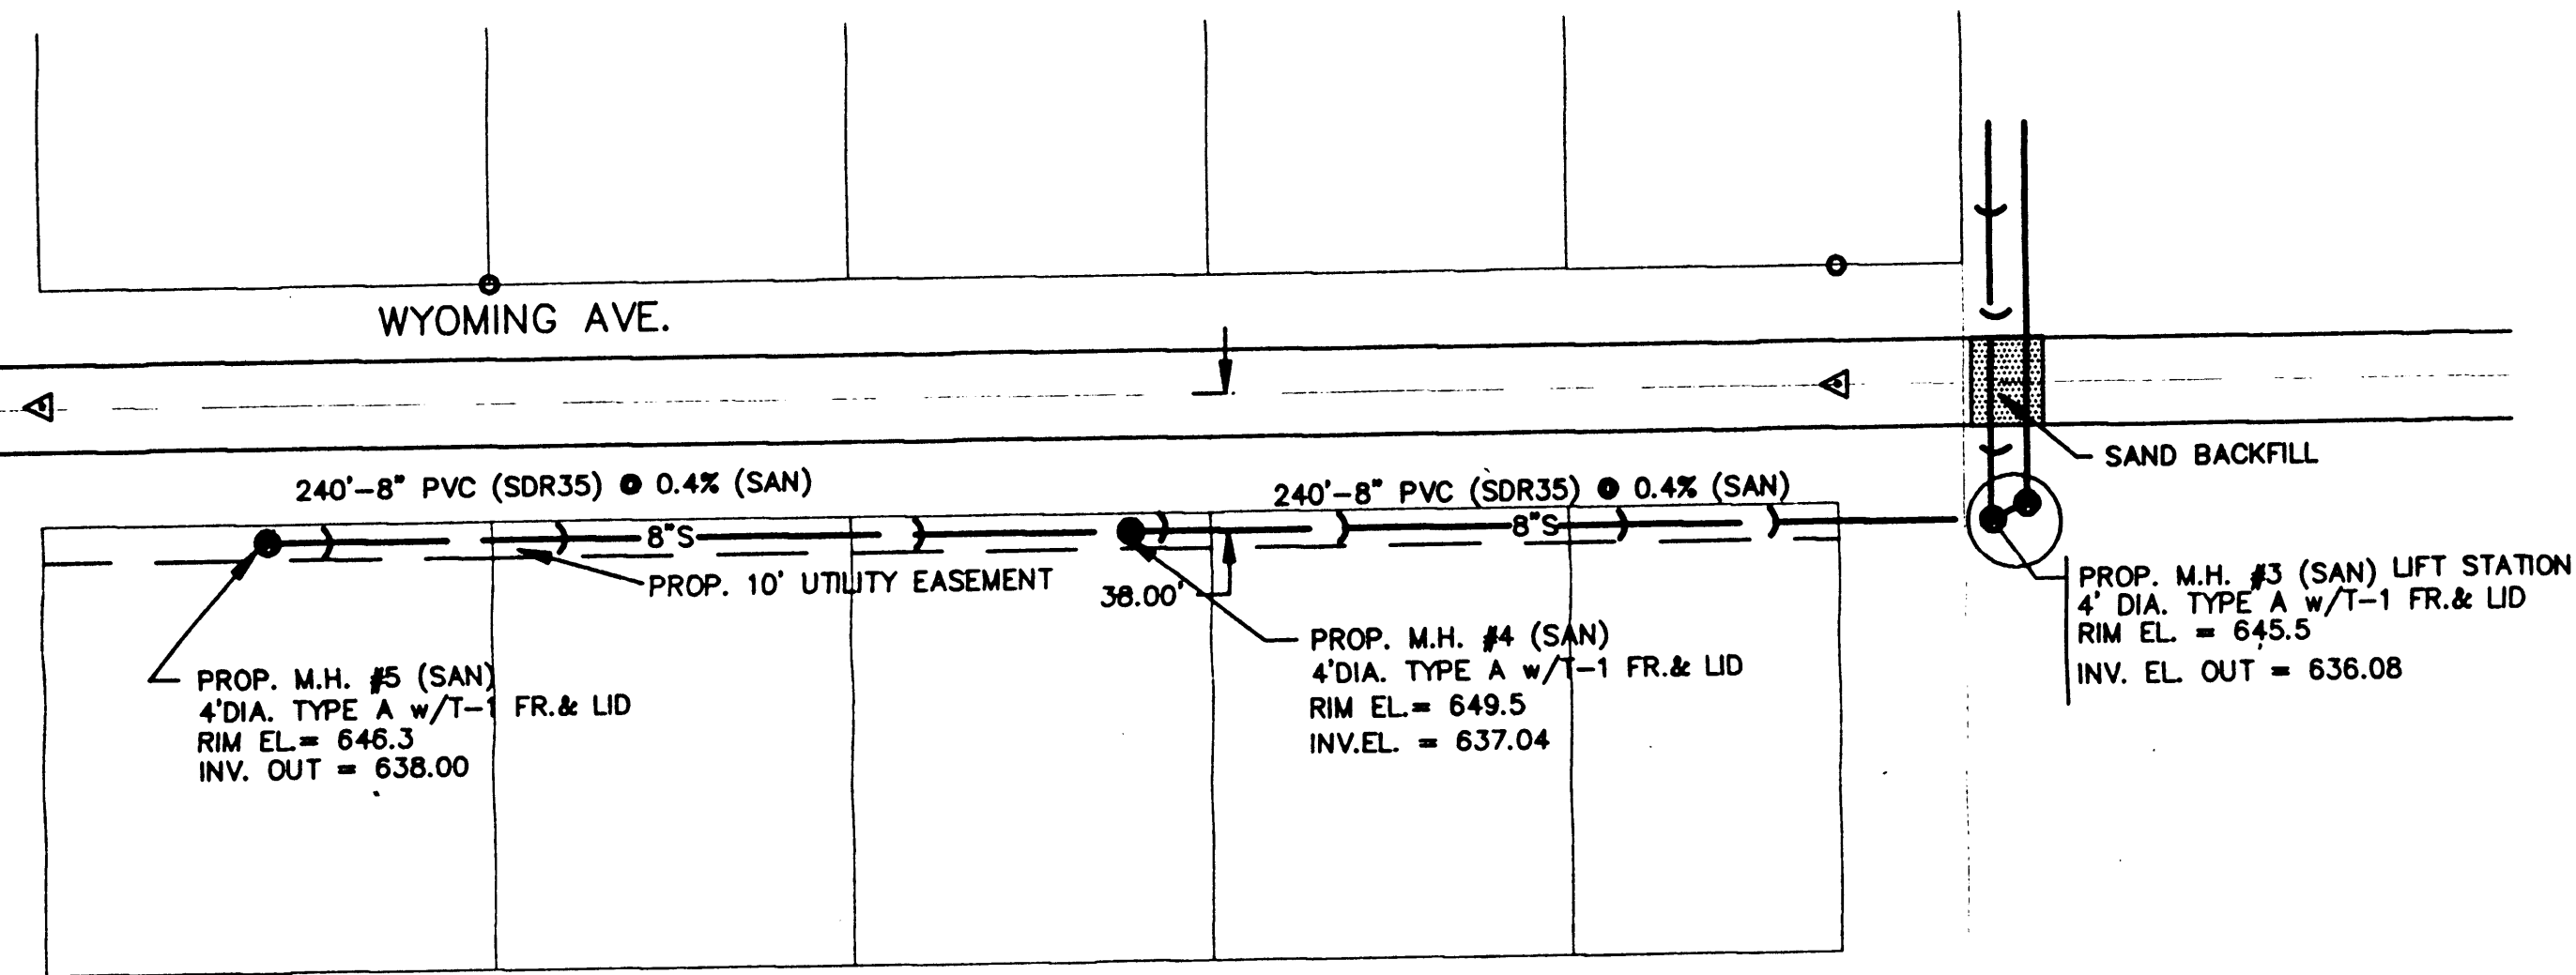 WYOMING AVE.
SAND BACKFILL
240'-8" PVC (SDR35) @ 0.4% (SAN)
240'-8" PVC (SDR35) @ 0.4% (SAN)
8"S
8"S
PROP. 10' UTILITY EASEMENT
38.00'
PROP. M.H. #3 (SAN) LIFT STATION
4' DIA. TYPE A w/T-1 FR.& LID
RIM EL. = 645.5
INV. EL. OUT = 636.08
PROP. M.H. #4 (SAN)
4'DIA. TYPE A w/T-1 FR.& LID
RIM EL.= 649.5
INV.EL. = 637.04
PROP. M.H. #5 (SAN)
4'DIA. TYPE A w/T-1 FR.& LID
RIM EL.= 646.3
INV. OUT = 638.00